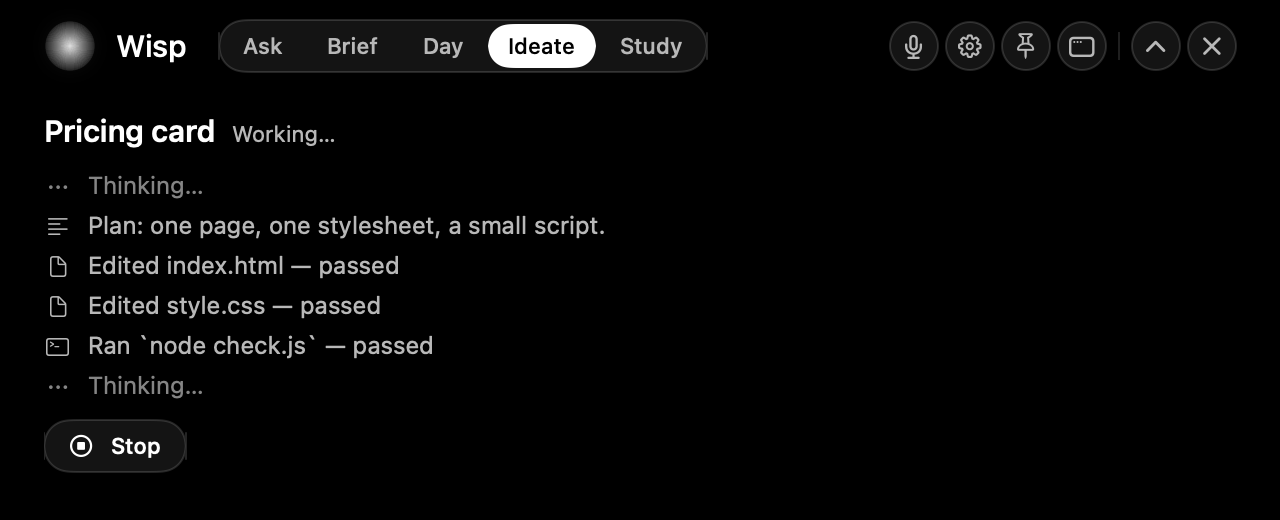 Wisp Ask Brief Day Ideate Study
Pricing card Working...
Thinking...
Plan: one page, one stylesheet, a small script.
Edited index.html — passed
Edited style.css — passed
Ran `node check.js` — passed
Thinking...
Stop